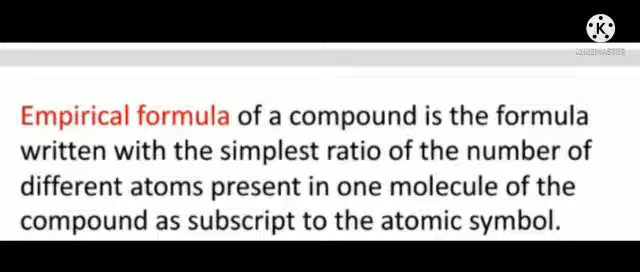 K
KINEMASTER
Empirical formula of a compound is the formula
written with the simplest ratio of the number of
different atoms present in one molecule of the
compound as subscript to the atomic symbol.